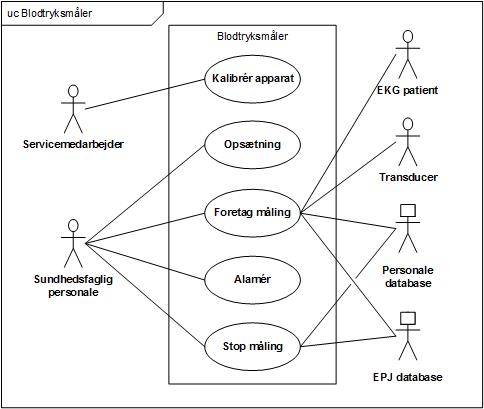 uc Blodtryksmåler
Blodtryksmåler
Kalibrér apparat
EKG patient
Servicemedarbejder
Opsætning
Transducer
Foretag måling
Sundhedsfaglig
personale
Personale
database
Alamér
Stop måling
EPJ database